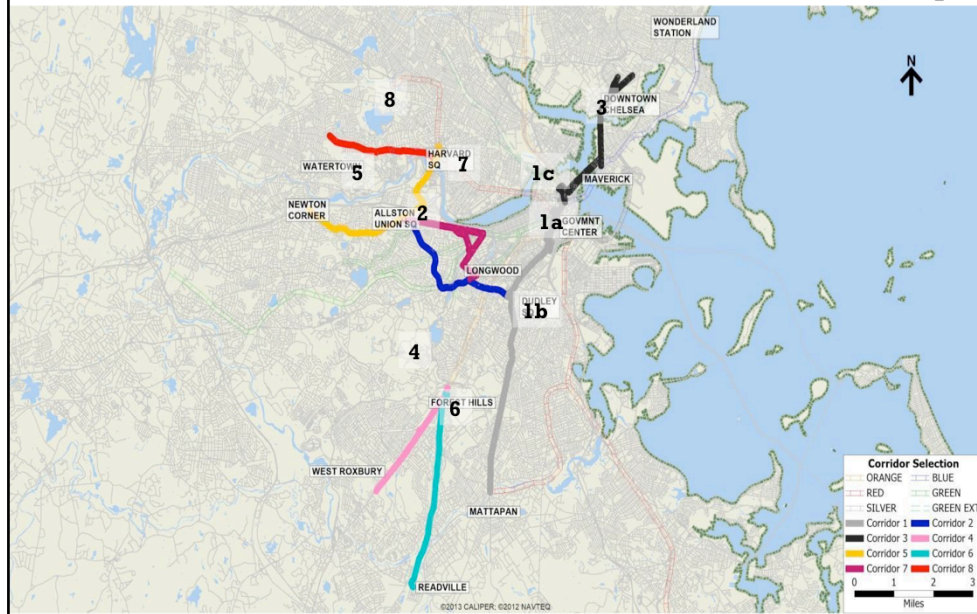 WONDERLAND
STATION
N
8
3
DOWNTOWN
CHELSEA
HARVARD
SQ
7
WATERTOWN
5
1c
MAVERICK
NEWTON
CORNER
ALLSTON
UNION SQ
2
1a
GOVMNT
CENTER
LONGWOOD
DUDLEY
SQ
1b
4
FOREST HILLS
6
WEST ROXBURY
MATTAPAN
READVILLE
Corridor Selection
ORANGE BLUE
RED GREEN
SILVER GREEN EXT
Corridor 1 Corridor 2
Corridor 3 Corridor 4
Corridor 5 Corridor 6
Corridor 7 Corridor 8
0 1 2 3
Miles
©2013 CALIPER; ©2012 NAVTEQ